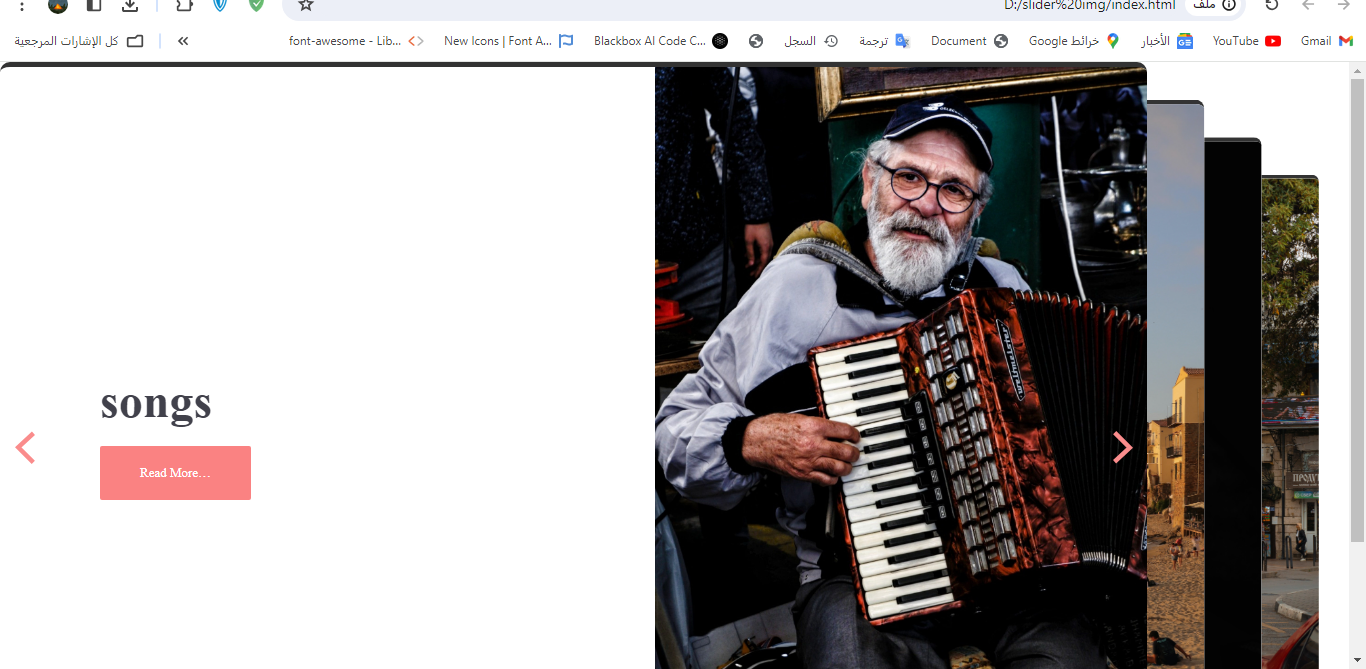 D:/slider%20img/index.html
ملف
Gmail
YouTube
الأخبار
خرائط Google
Document
ترجمة
السجل
Blackbox AI Code C...
New Icons | Font A...
font-awesome - Lib...
»
كل الإشارات المرجعية
songs
Read More…